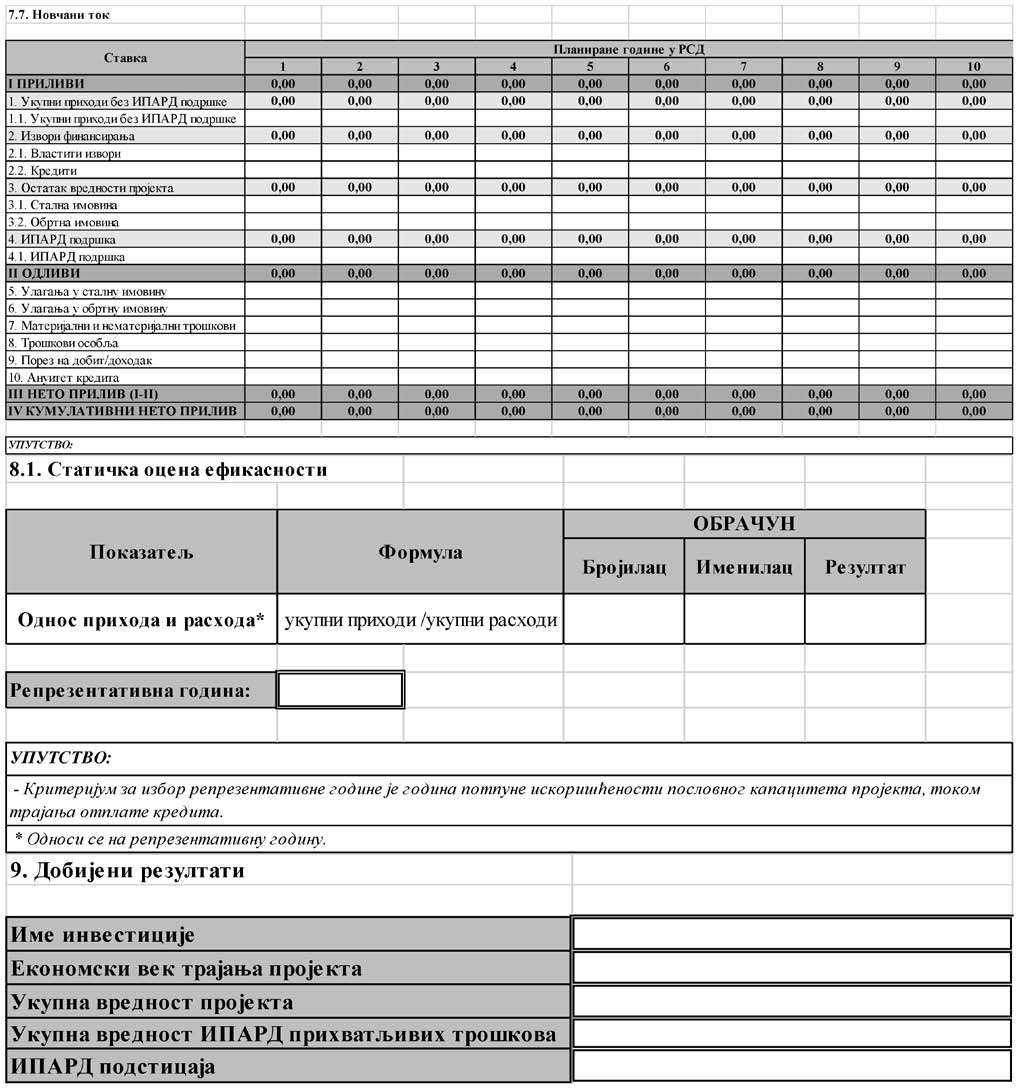 7.7. Новчани ток
Ставка Планиране године у РСД
1 2 3 4 5 6 7 8 9 10
I ПРИЛИВИ 0,00 0,00 0,00 0,00 0,00 0,00 0,00 0,00 0,00 0,00
1. Укупни приходи без ИПАРД подршке 0,00 0,00 0,00 0,00 0,00 0,00 0,00 0,00 0,00 0,00
1.1. Укупни приходи без ИПАРД подршке
2. Извори финансирања 0,00 0,00 0,00 0,00 0,00 0,00 0,00 0,00 0,00 0,00
2.1. Властити извори
2.2. Кредити
3. Остатак вредности пројекта 0,00 0,00 0,00 0,00 0,00 0,00 0,00 0,00 0,00 0,00
3.1. Стална имовина
3.2. Обртна имовина
4. ИПАРД подршка 0,00 0,00 0,00 0,00 0,00 0,00 0,00 0,00 0,00 0,00
4.1. ИПАРД подршка
II ОДЛИВИ 0,00 0,00 0,00 0,00 0,00 0,00 0,00 0,00 0,00 0,00
5. Улагања у сталну имовину
6. Улагања у обртну имовину
7. Материјални и нематеријални трошкови
8. Трошкови особља
9. Порез на добит/доходак
10. Ануитет кредита
III НЕТО ПРИЛИВ (I-II) 0,00 0,00 0,00 0,00 0,00 0,00 0,00 0,00 0,00 0,00
IV КУМУЛАТИВНИ НЕТО ПРИЛИВ 0,00 0,00 0,00 0,00 0,00 0,00 0,00 0,00 0,00 0,00
УПУТСТВО:
8.1. Статичка оцена ефикасности
Показатељ Формула ОБРАЧУН
Бројилац Именилац Резултат
Однос прихода и расхода* укупни приходи /укупни расходи
Репрезентативна година:
УПУТСТВО:
- Критеријум за избор репрезентативне године је година потпуне искоришћености пословног капацитета пројекта, током
трајања отплате кредита.
* Односи се на репрезентативну годину.
9. Добијени резултати
Име инвестиције
Економски век трајања пројекта
Укупна вредност пројекта
Укупна вредност ИПАРД прихватљивих трошкова
ИПАРД подстицаја